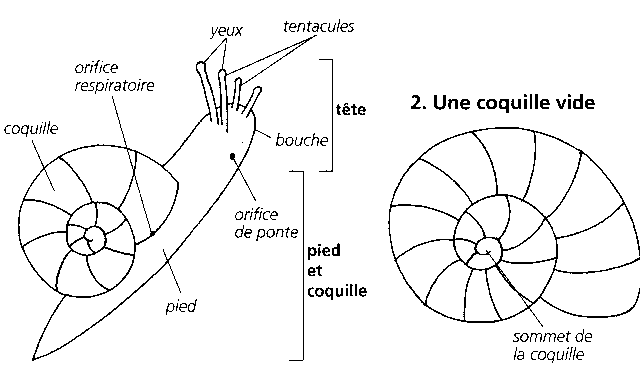 yeux
tentacules
orifice
respiratoire
coquille
tête
bouche
orifice
de ponte
pied
et
coquille
pied
2. Une coquille vide
sommet de
la coquille